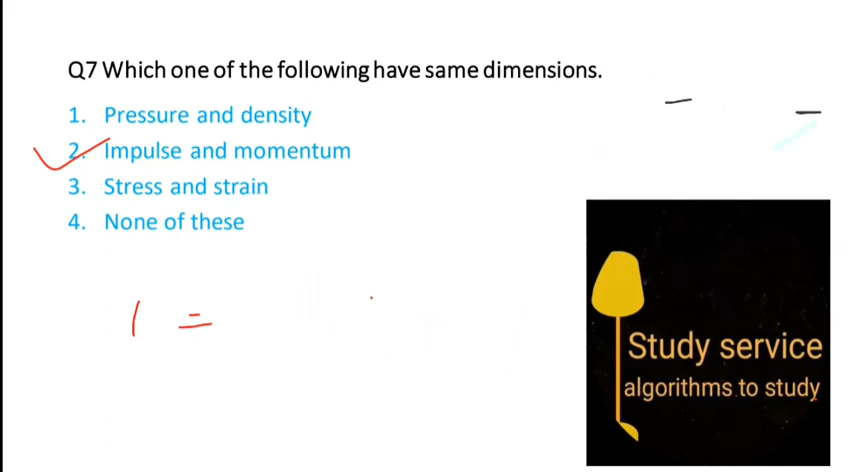 Q7 Which one of the following have same dimensions.
1. Pressure and density
2. Impulse and momentum
3. Stress and strain
4. None of these
I =
Study service
algorithms to study